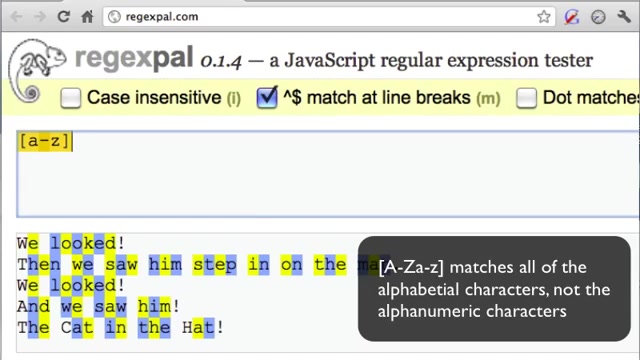 regexpal.com
regexpal 0.1.4 — a JavaScript regular expression tester
Case insensitive (i) ^$ match at line breaks (m) Dot matches
[a-z]
We looked!
Then we saw him step in on the
We looked!
And we saw him!
The Cat in the Hat!
[A-Za-z] matches all of the
alphabetial characters, not the
alphanumeric characters